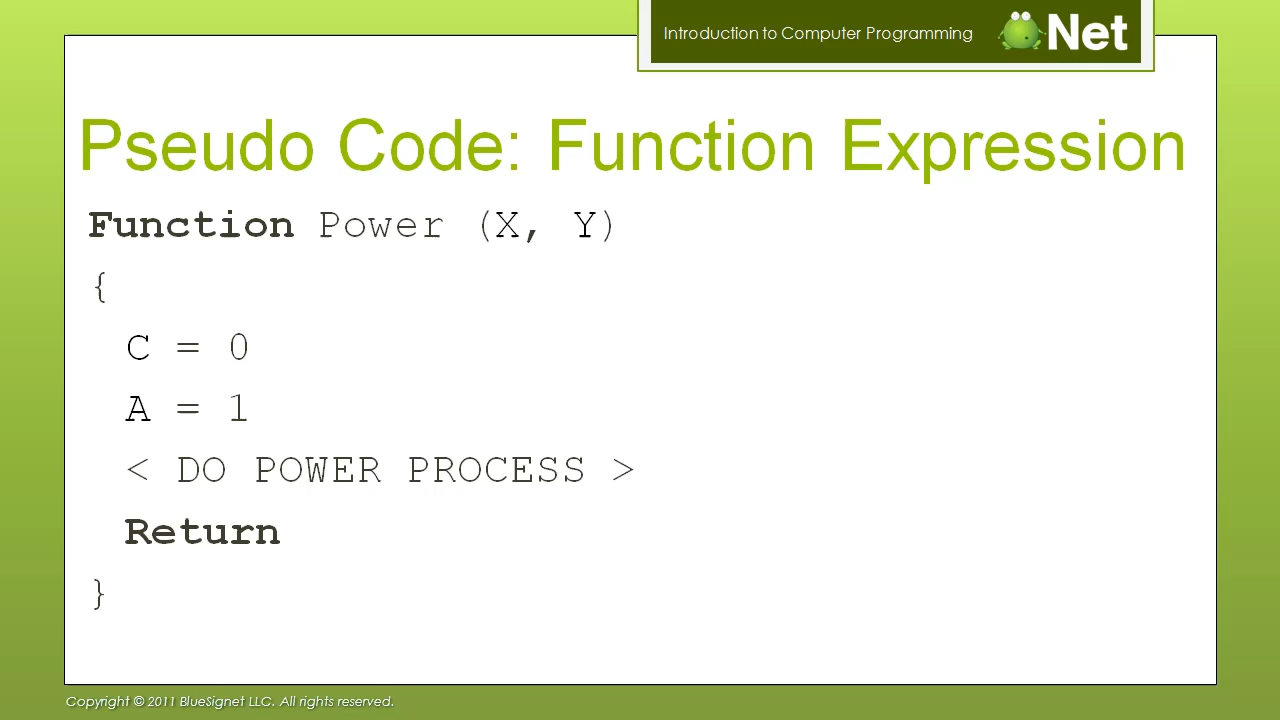 Introduction to Computer Programming
Net
Pseudo Code: Function Expression
Function Power (X, Y)
{
C = 0
A = 1
< DO POWER PROCESS >
Return
}
Copyright © 2011 BlueSignet LLC. All rights reserved.